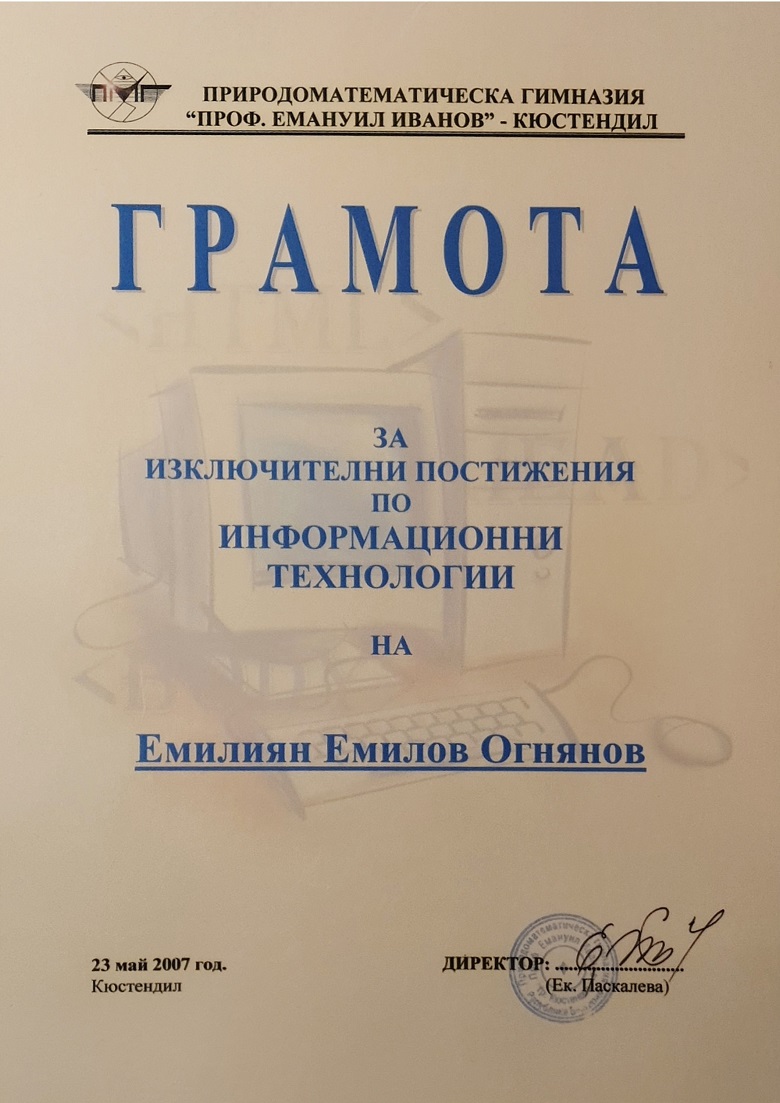 ПМГ
ПРИРОДОМАТЕМАТИЧЕСКА ГИМНАЗИЯ
“ПРОФ. ЕМАНУИЛ ИВАНОВ” - КЮСТЕНДИЛ
ГРАМОТА
ЗА
ИЗКЛЮЧИТЕЛНИ ПОСТИЖЕНИЯ
ПО
ИНФОРМАЦИОННИ
ТЕХНОЛОГИИ
НА
Емилиян Емилов Огнянов
23 май 2007 год.
Кюстендил
ДИРЕКТОР: ........................
(Ек. Паскалева)